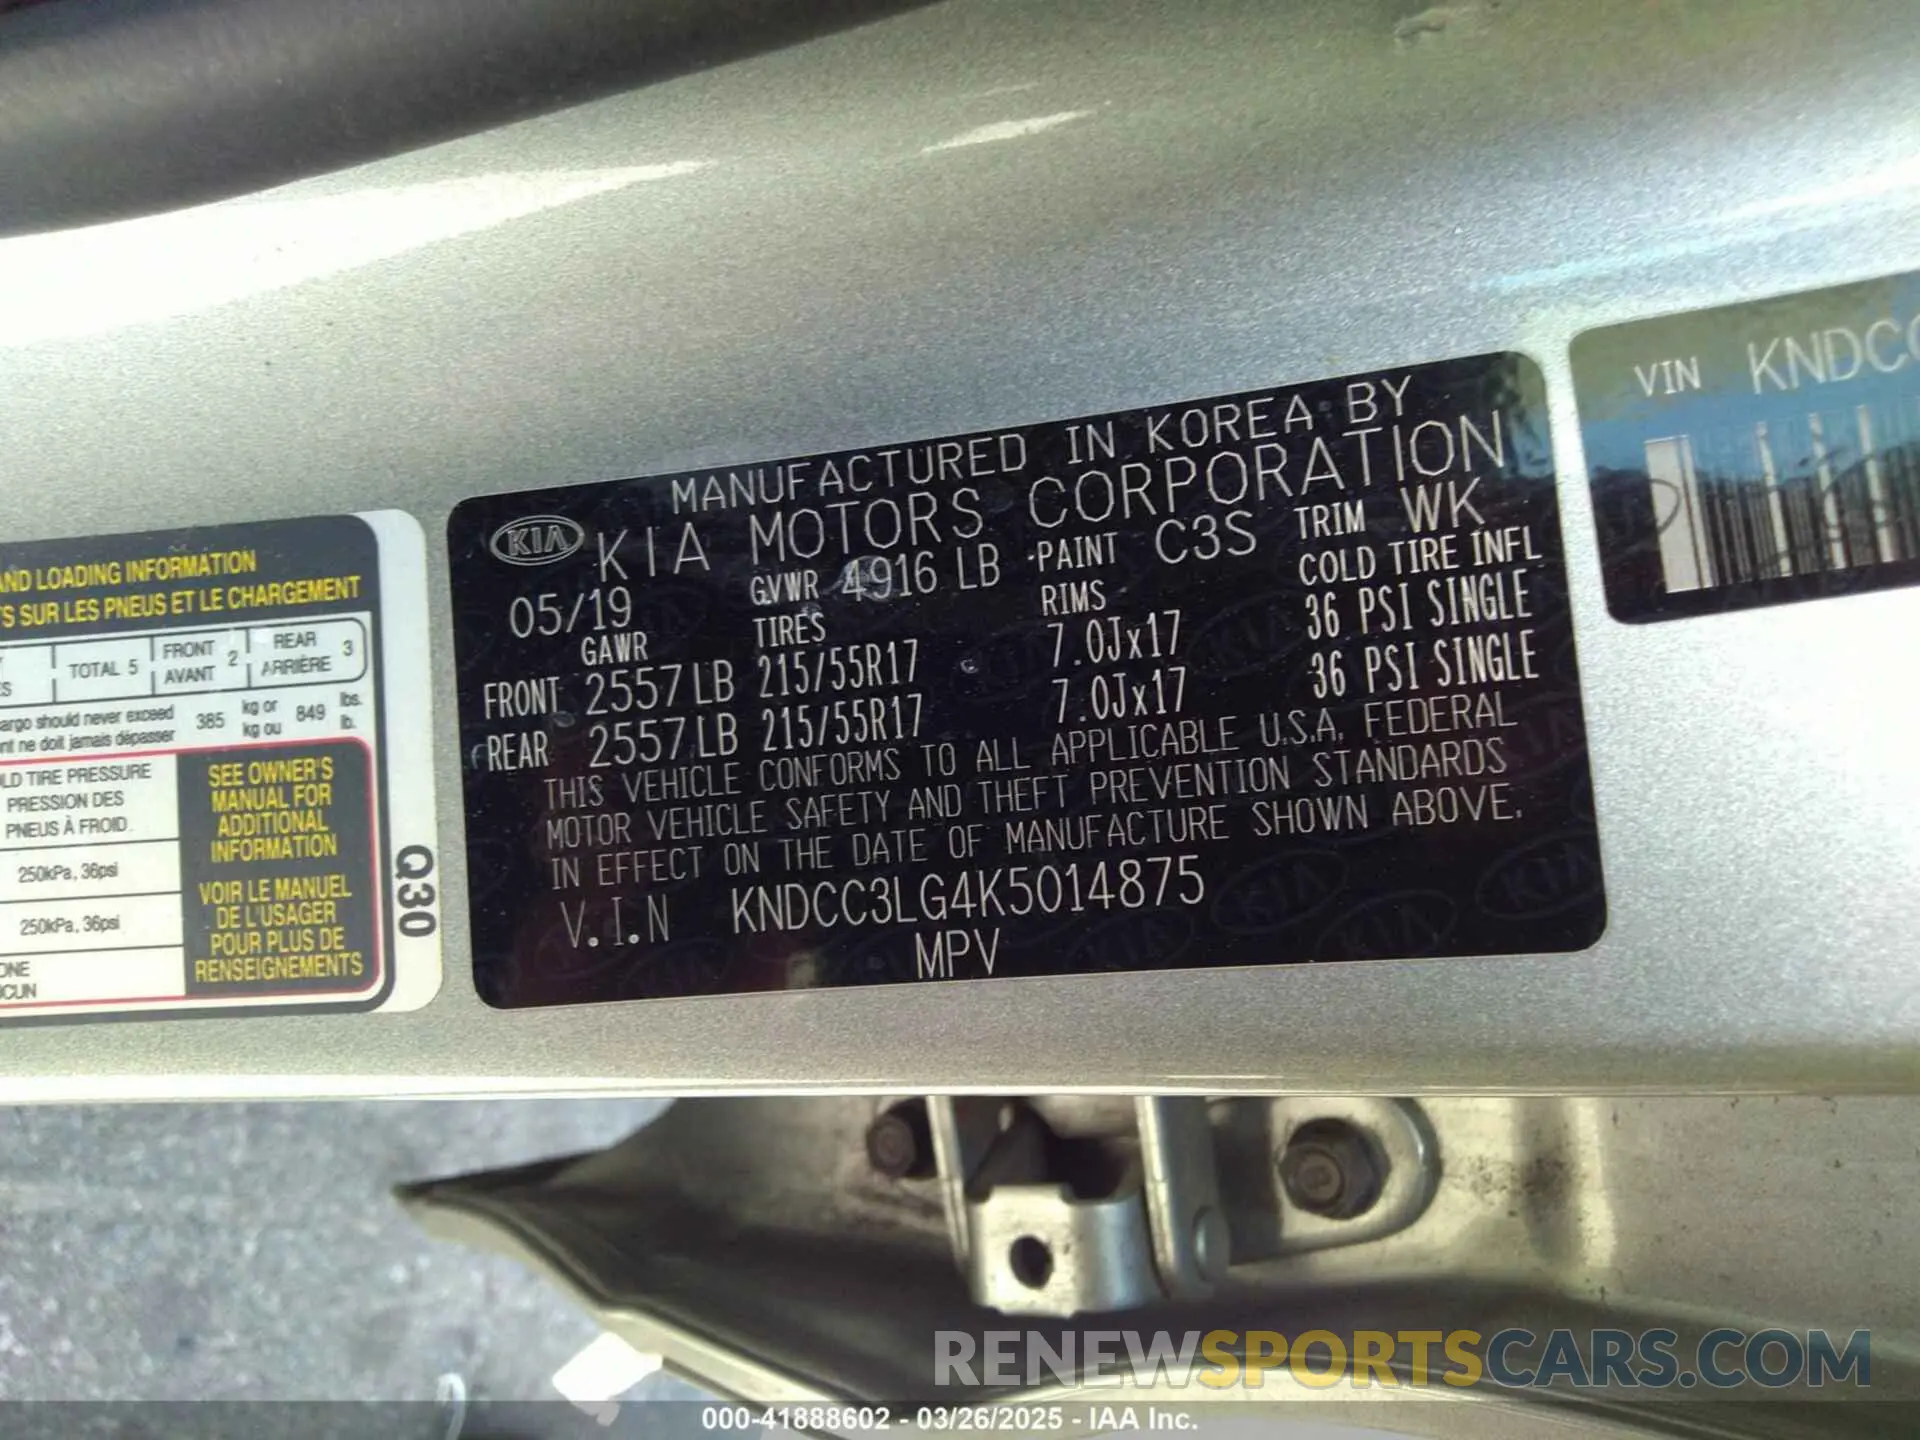 AND LOADING INFORMATION
TS SUR LES PNEUS ET LE CHARGEMENT
TOTAL 5
FRONT
AVANT
2
REAR
ARRIÈRE
3
cargo should never exceed
385 kg or 849 lbs.
ent ne doit jamais dépasser
kg ou lb.
LD TIRE PRESSURE
PRESSION DES
PNEUS À FROID
250kPa, 36psi
250kPa, 36psi
ONE
UCUN
SEE OWNER'S
MANUAL FOR
ADDITIONAL
INFORMATION
VOIR LE MANUEL
DE L'USAGER
POUR PLUS DE
RENSEIGNEMENTS
Q30
MANUFACTURED IN KOREA BY
KIA KIA MOTORS CORPORATION
05/19 GVWR 4916 LB PAINT C3S TRIM WK
GAWR TIRES RIMS COLD TIRE INFL
FRONT 2557 LB 215/55R17 7.0Jx17 36 PSI SINGLE
REAR 2557 LB 215/55R17 7.0Jx17 36 PSI SINGLE
THIS VEHICLE CONFORMS TO ALL APPLICABLE U.S.A. FEDERAL
MOTOR VEHICLE SAFETY AND THEFT PREVENTION STANDARDS
IN EFFECT ON THE DATE OF MANUFACTURE SHOWN ABOVE.
V.I.N KNDCC3LG4K5014875
MPV
VIN KNDCC
RENEWSPORTSCARS.COM
000-41888602 - 03/26/2025 - IAA Inc.